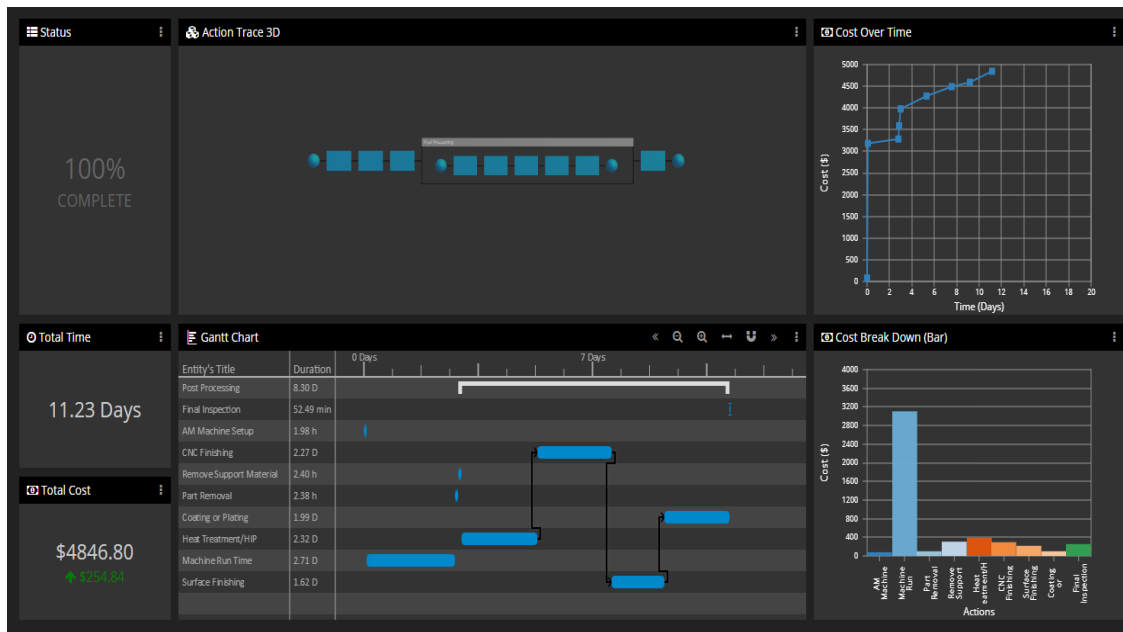 Status
100%
COMPLETE
Action Trace 3D
Post Processing
Cost Over Time
5000
4500
4000
3500
3000
2500
2000
1500
1000
500
0
Cost ($)
0 2 4 6 8 10 12 14 16 18 20
Time (Days)
Total Time
11.23 Days
Total Cost
$4846.80
$254.84
Gantt Chart
Entity's Title Duration 0 Days 7 Days
Post Processing 8.30 D
Final Inspection 52.49 min
AM Machine Setup 1.98 h
CNC Finishing 2.27 D
Remove Support Material 2.40 h
Part Removal 2.38 h
Coating or Plating 1.99 D
Heat Treatment/HIP 2.32 D
Machine Run Time 2.71 D
Surface Finishing 1.62 D
Cost Break Down (Bar)
4000
3600
3200
2800
2400
2000
1600
1200
800
400
0
Cost ($)
AM
Machine
Machine
Run
Part
Removal
Remove
Support
Heat
eatment/H
CNC
Finishing
Surface
Finishing
Coating
or
Final
Inspection
Actions